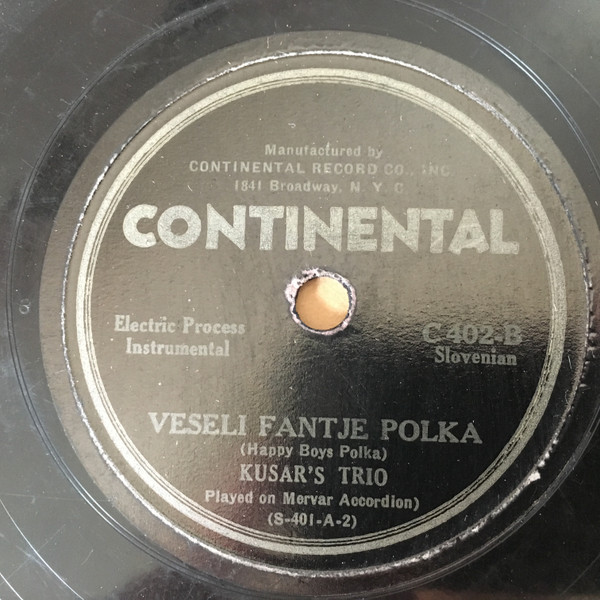 Manufactured by
CONTINENTAL RECORD CO., INC
1841 Broadway, N. Y. C
CONTINENTAL
Electric Process
Instrumental
C 402-B
Slovenian
VESELI FANTJE POLKA
(Happy Boys Polka)
KUSAR'S TRIO
Played on Mervar Accordion)
(S-401-A-2)